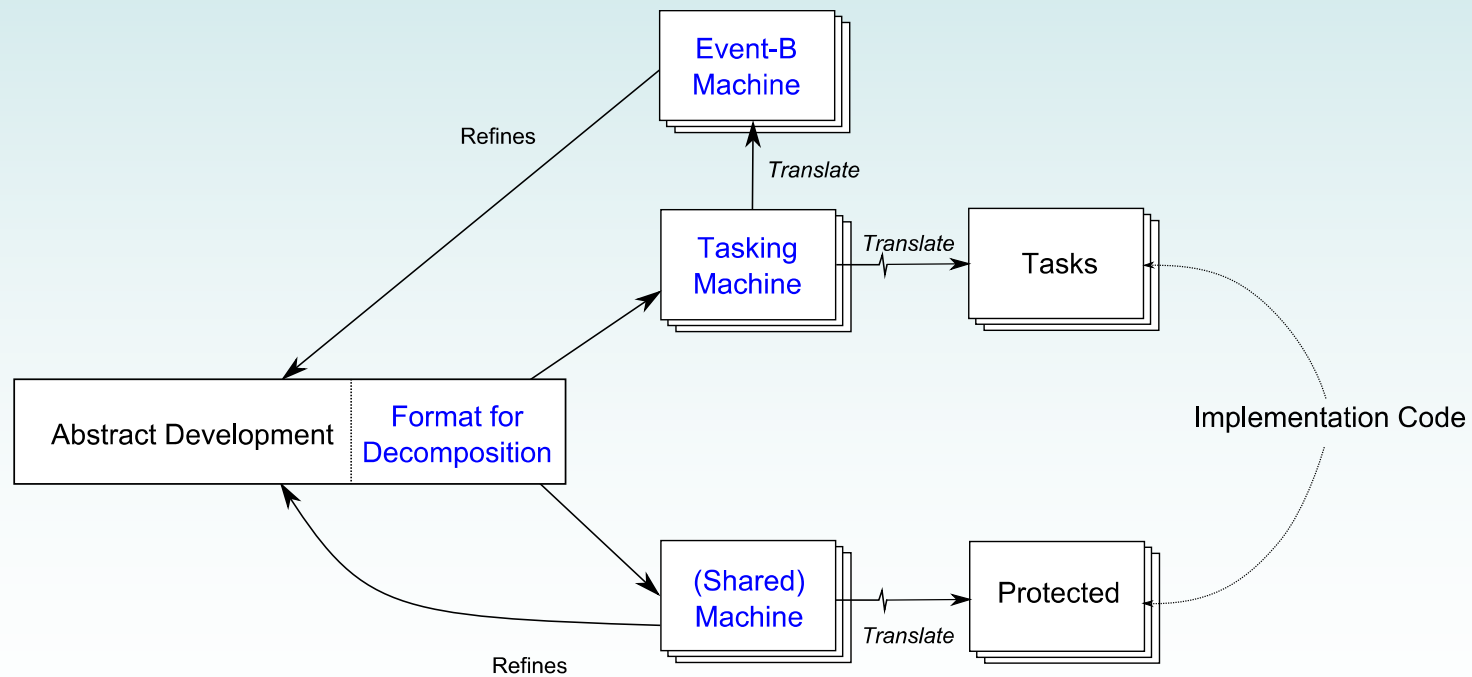 Event-B
Machine
Refines
Translate
Tasking
Machine
Translate
Tasks
Abstract Development
Format for
Decomposition
Implementation Code
(Shared)
Machine
Translate
Protected
Refines